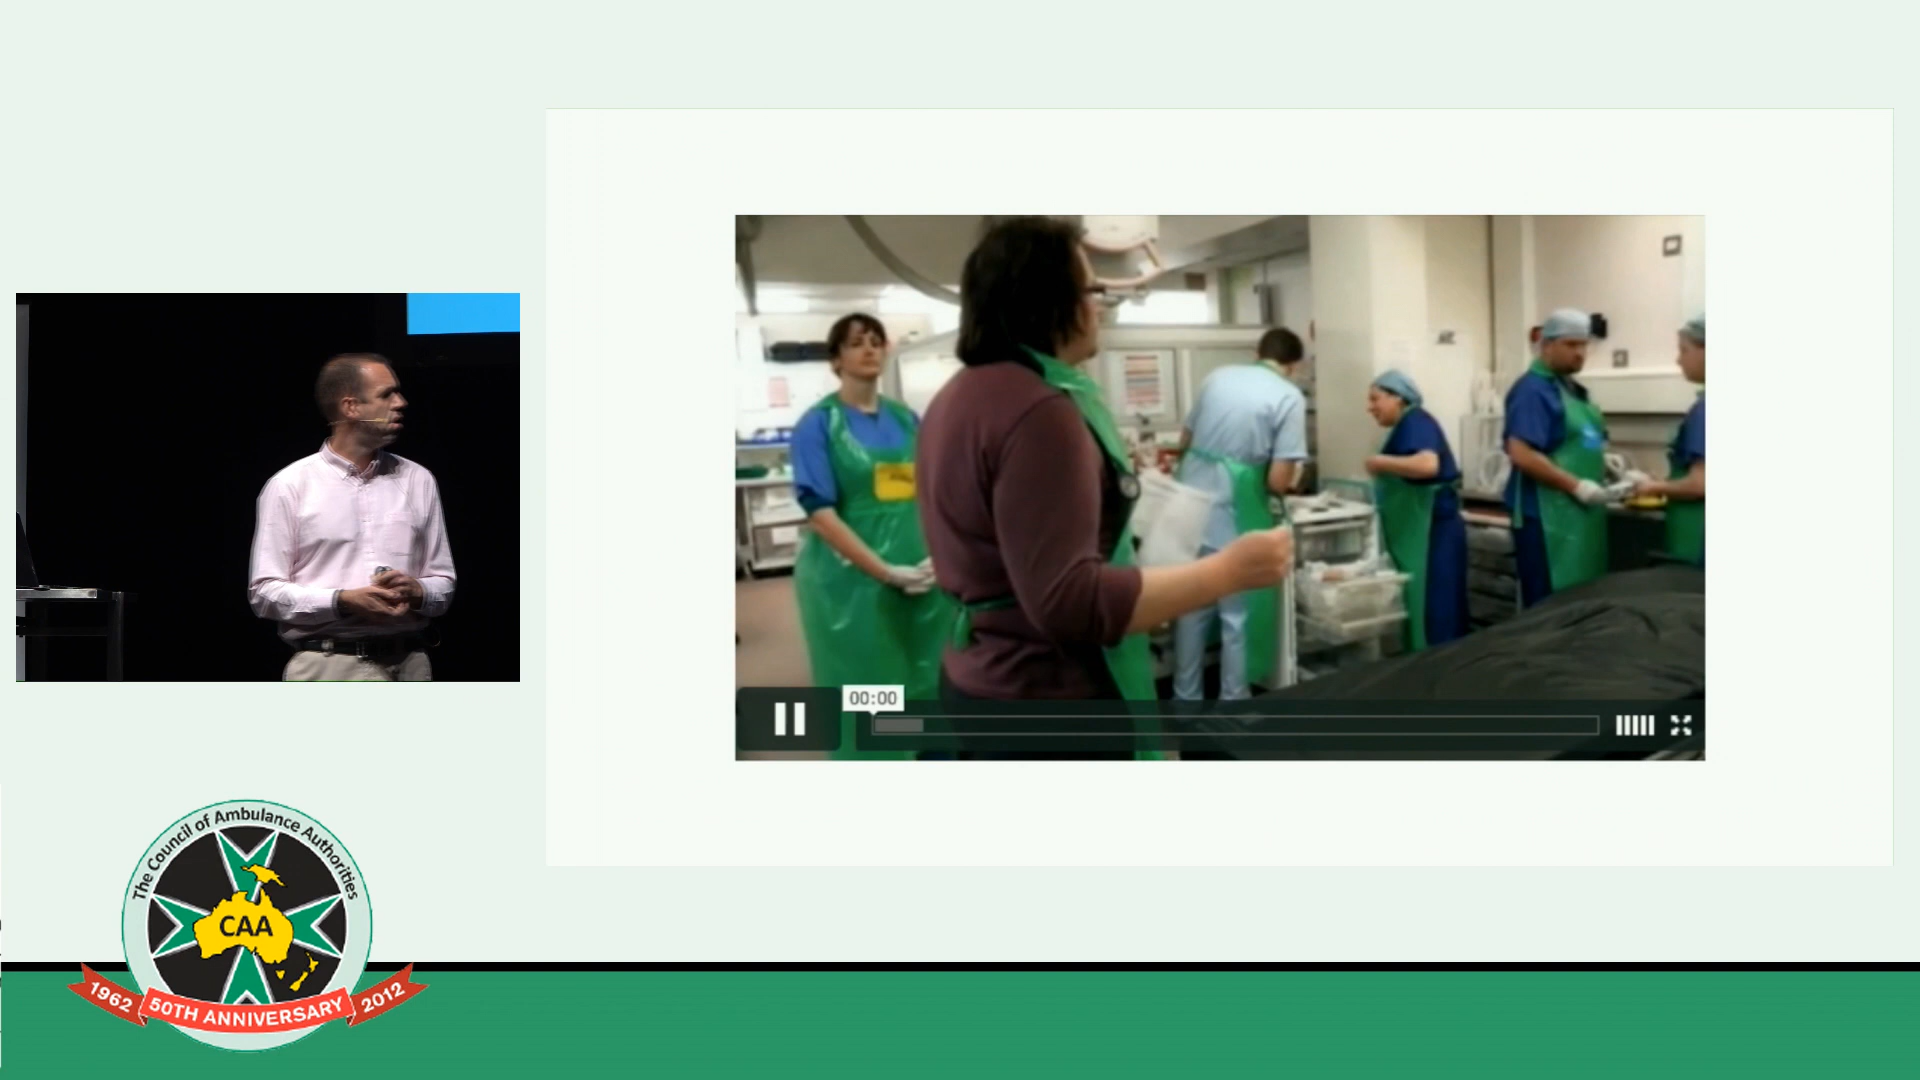 00:00
The Council of Ambulance Authorities
CAA
1962
50TH ANNIVERSARY
2012